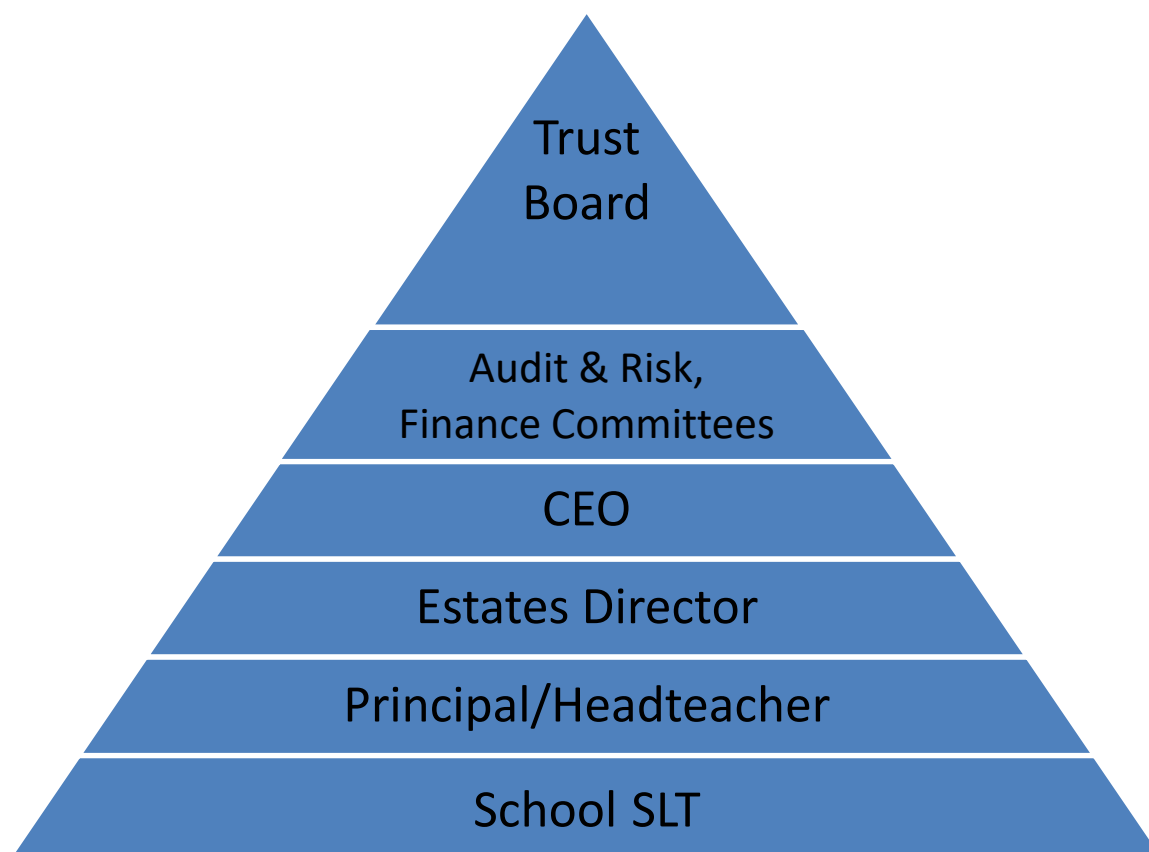 Trust
Board
Audit & Risk,
Finance Committees
CEO
Estates Director
Principal/Headteacher
School SLT